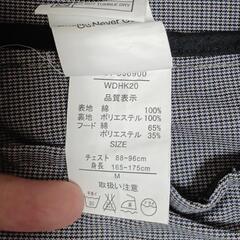 TUMBLE DRY
WDHK20
品質表示
表地 綿 100%
裏地 ポリエステル 100%
フード 綿 65%
ポリエステル 35%
SIZE
チェスト 88-96cm
身長 165-175cm
M
取扱い注意